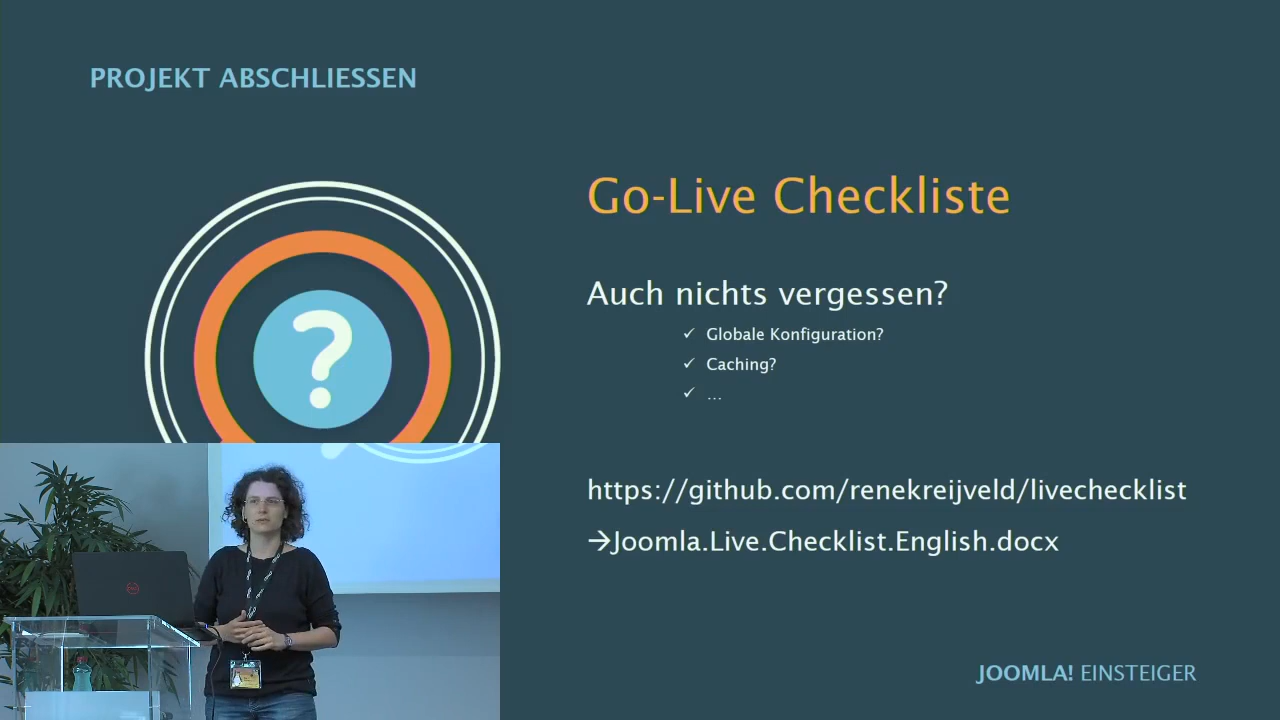 PROJEKT ABSCHLIESSEN
Go-Live Checkliste
Auch nichts vergessen?
✓ Globale Konfiguration?
✓ Caching?
✓ ...
https://github.com/renekreijveld/livechecklist
→Joomla.Live.Checklist.English.docx
JOOMLA! EINSTEIGER
?